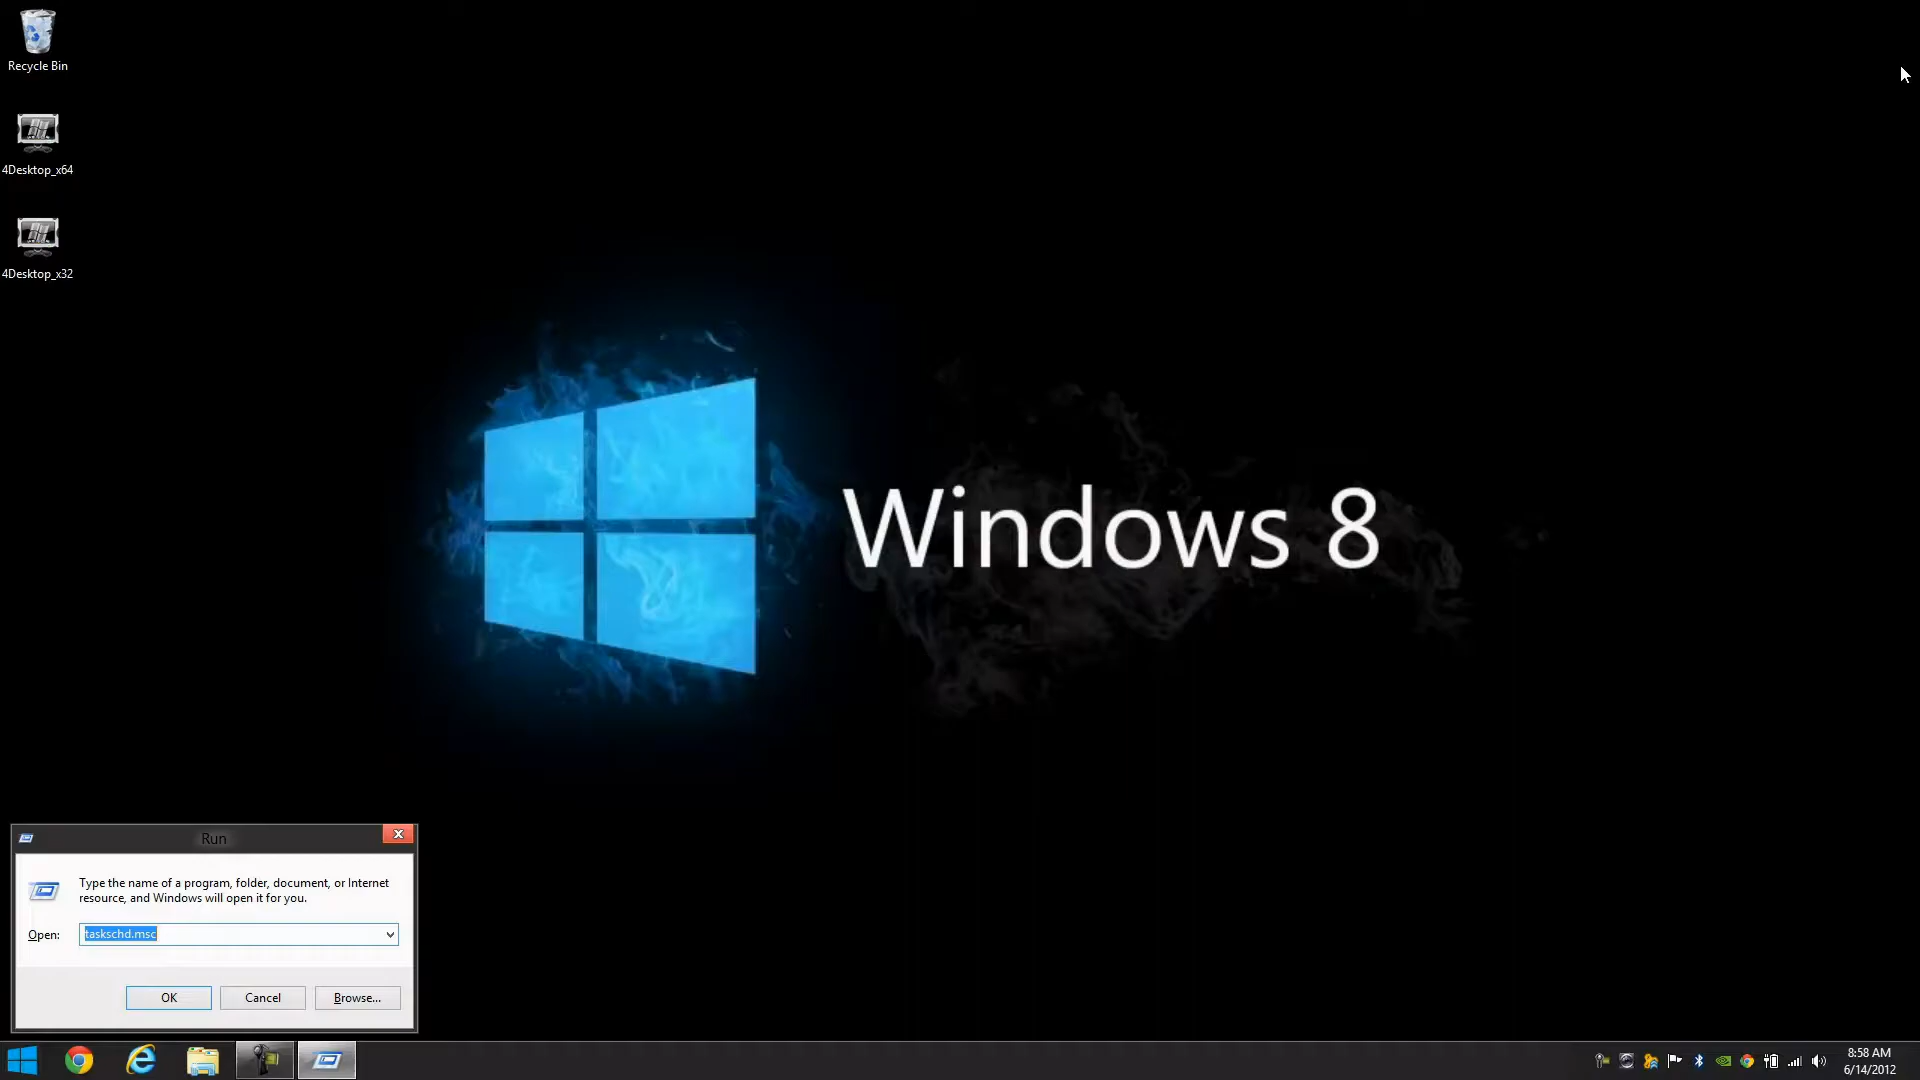 Recycle Bin
4Desktop_x64
4Desktop_x32
Windows 8
Run
Type the name of a program, folder, document, or Internet
resource, and Windows will open it for you.
Open:
taskschd.msc
OK
Cancel
Browse...
8:58 AM
6/14/2012